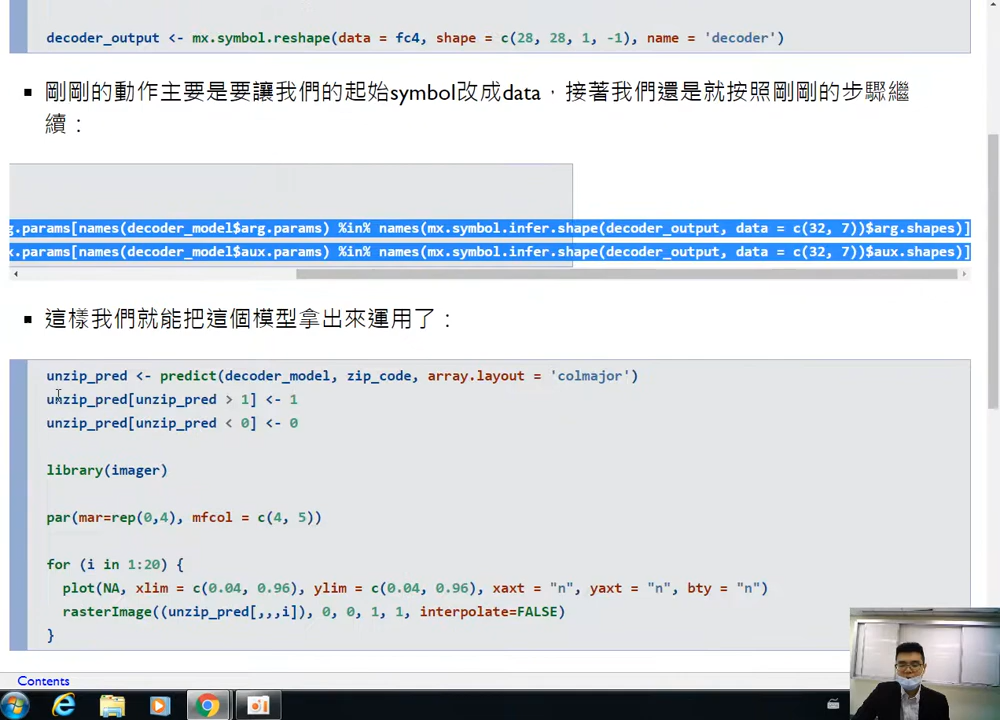 decoder_output <- mx.symbol.reshape(data = fc4, shape = c(28, 28, 1, -1), name = 'decoder')
▪ 剛剛的動作主要是要讓我們的起始symbol改成data，接著我們還是就按照剛剛的步驟繼
續：
g.params[names(decoder_model$arg.params) %in% names(mx.symbol.infer.shape(decoder_output, data = c(32, 7))$arg.shapes)]
x.params[names(decoder_model$aux.params) %in% names(mx.symbol.infer.shape(decoder_output, data = c(32, 7))$aux.shapes)]
▪ 這樣我們就能把這個模型拿出來運用了：
unzip_pred <- predict(decoder_model, zip_code, array.layout = 'colmajor')
unzip_pred[unzip_pred > 1] <- 1
unzip_pred[unzip_pred < 0] <- 0
library(imager)
par(mar=rep(0,4), mfcol = c(4, 5))
for (i in 1:20) {
plot(NA, xlim = c(0.04, 0.96), ylim = c(0.04, 0.96), xaxt = "n", yaxt = "n", bty = "n")
rasterImage((unzip_pred[,,,i]), 0, 0, 1, 1, interpolate=FALSE)
}
Contents